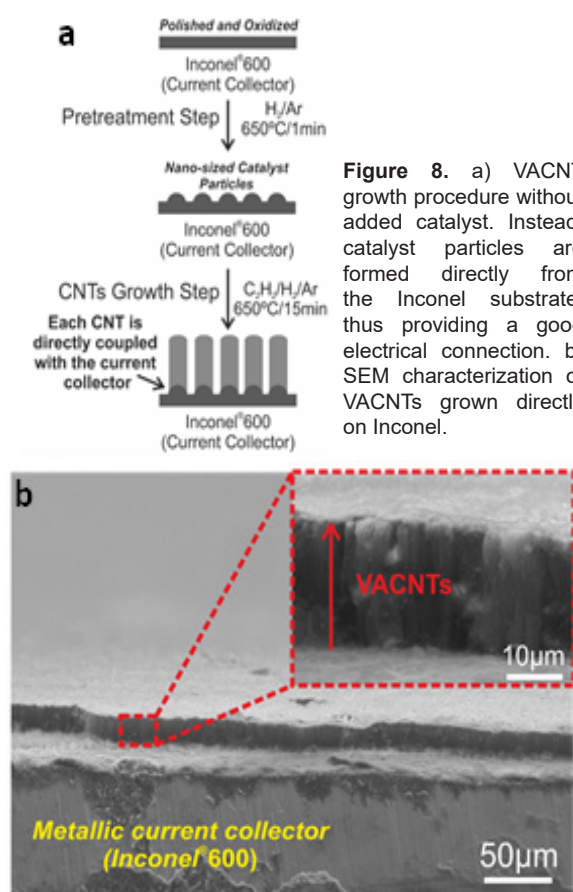 a
Polished and Oxidized
Inconel®600
(Current Collector)
Pretreatment Step
H₂/Ar
650ºC/1min
Nano-sized Catalyst
Particles
Inconel®600
(Current Collector)
CNTs Growth Step
C₂H₂/H₂/Ar
650ºC/15min
Each CNT is
directly coupled
with the current
collector
Inconel®600
(Current Collector)
Figure 8. a) VACNT
growth procedure withou
added catalyst. Instead
catalyst particles ar
formed directly from
the Inconel substrate
thus providing a goo
electrical connection. b
SEM characterization o
VACNTs grown directl
on Inconel.
b
VACNTs
10µm
Metallic current collector
(Inconel®600)
50µm